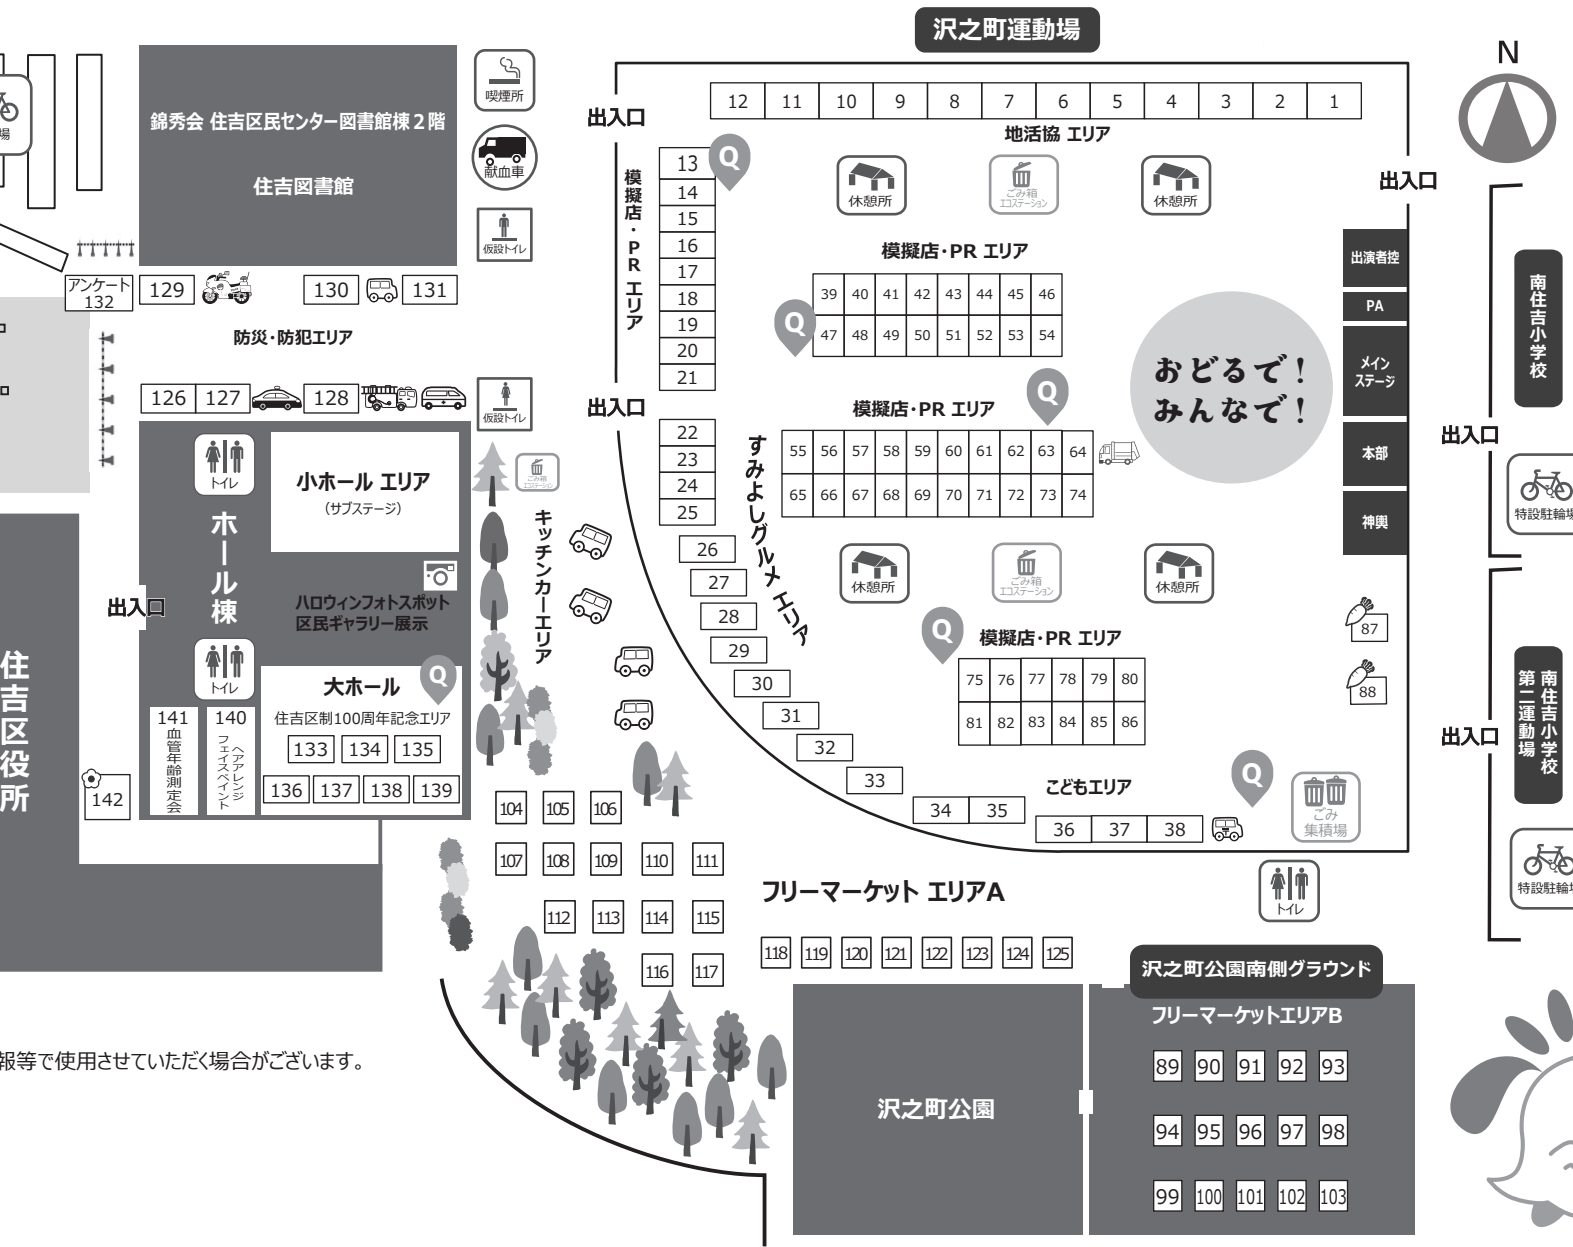 沢之町運動場
N
場
錦秀会 住吉区民センター図書館棟2階
住吉図書館
喫煙所
献血車
仮設トイレ
出入口
12 11 10 9 8 7 6 5 4 3 2 1
地活協 エリア
模擬店・PR エリア
13
14
15
16
17
18
19
20
21
Q
休憩所
ごみ箱
エコステーション
休憩所
出入口
模擬店・PR エリア
39 40 41 42 43 44 45 46
47 48 49 50 51 52 53 54
Q
出演者控
PA
メイン
ステージ
本部
神輿
おどるで!
みんなで!
南住吉小学校
出入口
特設駐輪場
アンケート
132
129
130
131
防災・防犯エリア
126 127
128
仮設トイレ
出入口
模擬店・PR エリア
Q
55 56 57 58 59 60 61 62 63 64
65 66 67 68 69 70 71 72 73 74
22
23
24
25
26
27
28
29
30
31
32
33
34 35
36 37 38
すみよしグルメ エリア
トイレ
小ホール エリア
(サブステージ)
ごみ箱
エコステーション
キッチンカーエリア
ホール棟
出入口
ハロウィンフォトスポット
区民ギャラリー展示
トイレ
大ホール
Q
住吉区制100周年記念エリア
133 134 135
136 137 138 139
141
血管年齢測定会
140
ヘアアレンジ
フェイスペイント
142
住吉区役所
休憩所
ごみ箱
エコステーション
休憩所
Q
模擬店・PR エリア
75 76 77 78 79 80
81 82 83 84 85 86
87
88
こどもエリア
Q
ごみ
集積場
トイレ
出入口
南住吉小学校
第二運動場
特設駐輪場
104 105 106
107 108 109 110 111
112 113 114 115
116 117
フリーマーケット エリアA
118 119 120 121 122 123 124 125
沢之町公園南側グラウンド
フリーマーケットエリアB
89 90 91 92 93
94 95 96 97 98
99 100 101 102 103
沢之町公園
報等で使用させていただく場合がございます。